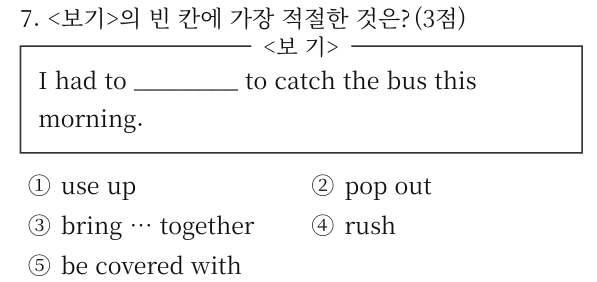 7. <보기>의 빈 칸에 가장 적절한 것은?(3점)
<보 기>
I had to ________ to catch the bus this
morning.
① use up ② pop out
③ bring … together ④ rush
⑤ be covered with